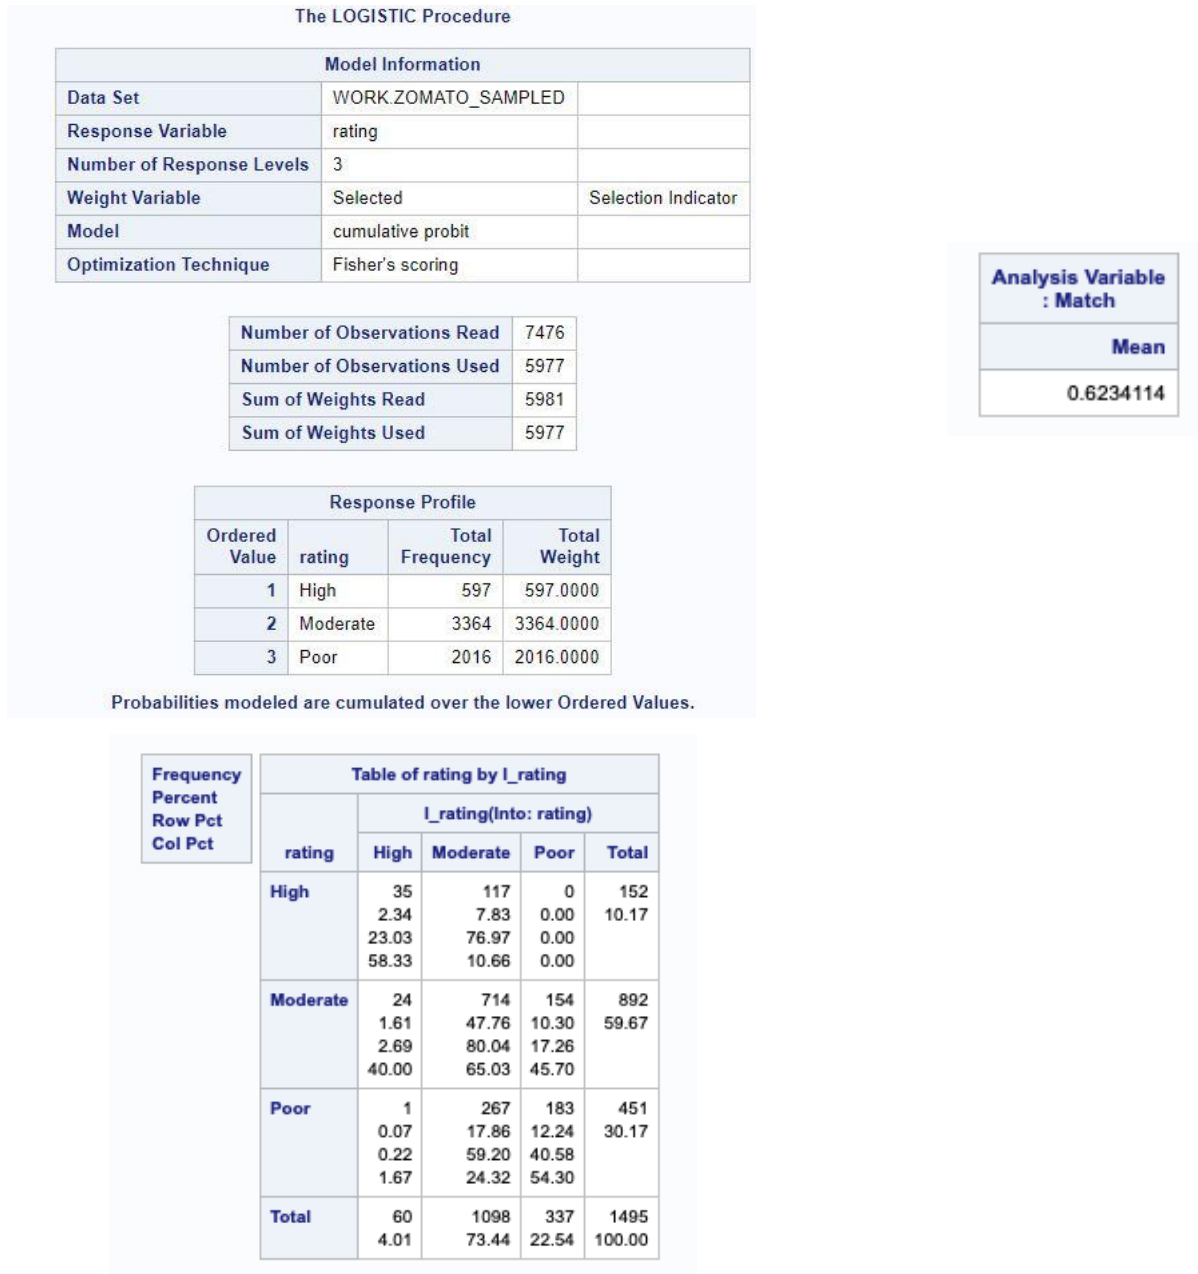 The LOGISTIC Procedure
Model Information
Data Set WORK.ZOMATO_SAMPLED
Response Variable rating
Number of Response Levels 3
Weight Variable Selected Selection Indicator
Model cumulative probit
Optimization Technique Fisher's scoring
Number of Observations Read 7476
Number of Observations Used 5977
Sum of Weights Read 5981
Sum of Weights Used 5977
Analysis Variable
: Match
Mean
0.6234114
Response Profile
Ordered Total Total
Value rating Frequency Weight
1 High 597 597.0000
2 Moderate 3364 3364.0000
3 Poor 2016 2016.0000
Probabilities modeled are cumulated over the lower Ordered Values.
Frequency
Percent
Row Pct
Col Pct
Table of rating by I_rating
I_rating(Into: rating)
rating High Moderate Poor Total
High 35 117 0 152
2.34 7.83 0.00 10.17
23.03 76.97 0.00
58.33 10.66 0.00
Moderate 24 714 154 892
1.61 47.76 10.30 59.67
2.69 80.04 17.26
40.00 65.03 45.70
Poor 1 267 183 451
0.07 17.86 12.24 30.17
0.22 59.20 40.58
1.67 24.32 54.30
Total 60 1098 337 1495
4.01 73.44 22.54 100.00